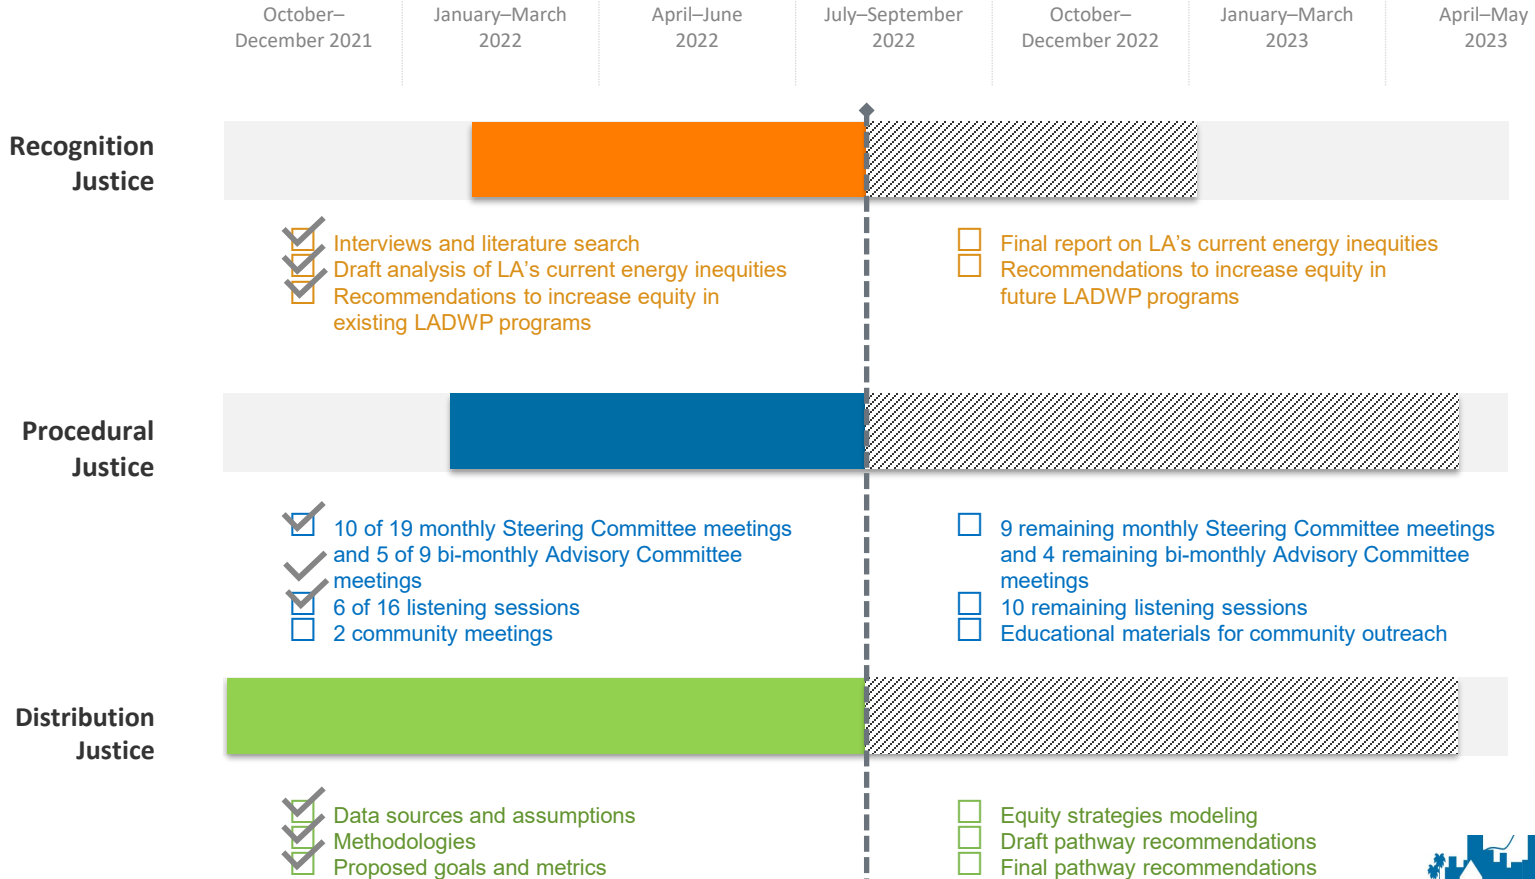 October–
December 2021
January–March
2022
April–June
2022
July–September
2022
October–
December 2022
January–March
2023
April–May
2023
Recognition
Justice
Interviews and literature search
Draft analysis of LA's current energy inequities
Recommendations to increase equity in
existing LADWP programs
Final report on LA's current energy inequities
Recommendations to increase equity in
future LADWP programs
Procedural
Justice
10 of 19 monthly Steering Committee meetings
and 5 of 9 bi-monthly Advisory Committee
meetings
6 of 16 listening sessions
2 community meetings
9 remaining monthly Steering Committee meetings
and 4 remaining bi-monthly Advisory Committee
meetings
10 remaining listening sessions
Educational materials for community outreach
Distribution
Justice
Data sources and assumptions
Methodologies
Proposed goals and metrics
Equity strategies modeling
Draft pathway recommendations
Final pathway recommendations